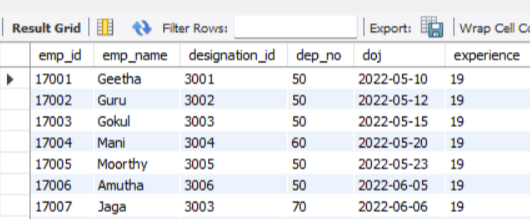 Result Grid Filter Rows: Export: Wrap Cell Co
emp_id emp_name designation_id dep_no doj experience
17001 Geetha 3001 50 2022-05-10 19
17002 Guru 3002 50 2022-05-12 19
17003 Gokul 3003 50 2022-05-15 19
17004 Mani 3004 60 2022-05-20 19
17005 Moorthy 3005 50 2022-05-23 19
17006 Amutha 3006 50 2022-06-05 19
17007 Jaga 3003 70 2022-06-06 19